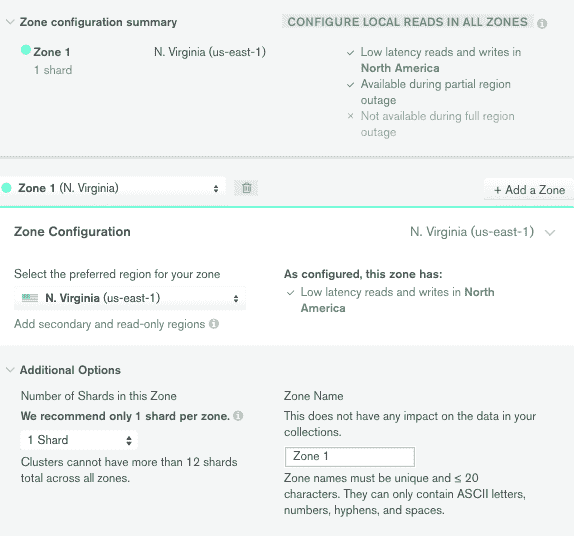 Zone configuration summary
CONFIGURE LOCAL READS IN ALL ZONES
Zone 1
N. Virginia (us-east-1)
1 shard
Low latency reads and writes in
North America
Available during partial region
outage
Not available during full region
outage
Zone 1 (N. Virginia)
+ Add a Zone
Zone Configuration
N. Virginia (us-east-1)
Select the preferred region for your zone
N. Virginia (us-east-1)
Add secondary and read-only regions
As configured, this zone has:
Low latency reads and writes in North
America
Additional Options
Number of Shards in this Zone
We recommend only 1 shard per zone.
1 Shard
Clusters cannot have more than 12 shards
total across all zones.
Zone Name
This does not have any impact on the data in your
collections.
Zone 1
Zone names must be unique and ≤ 20
characters. They can only contain ASCII letters,
numbers, hyphens, and spaces.